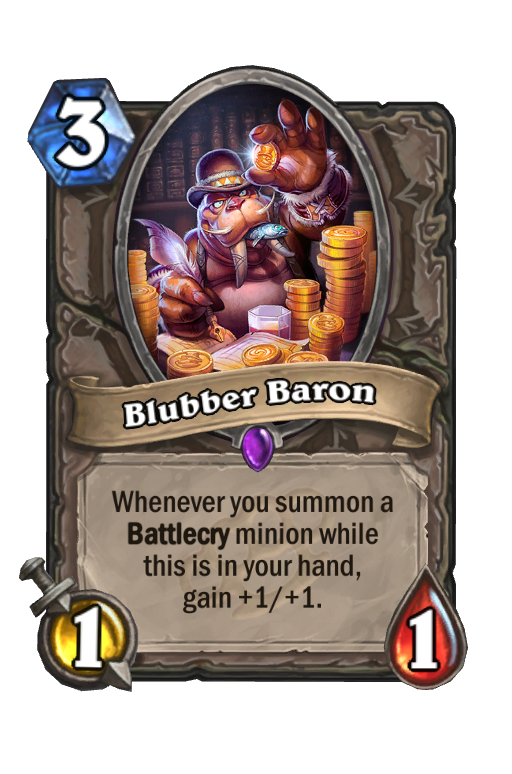 3
Blubber Baron
Whenever you summon a
Battlecry minion while
this is in your hand,
gain +1/+1.
1
1